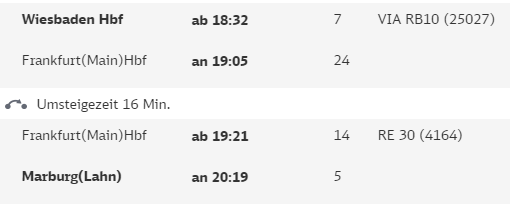 Wiesbaden Hbf ab 18:32 7 VIA RB10 (25027)
Frankfurt(Main)Hbf an 19:05 24
Umsteigezeit 16 Min.
Frankfurt(Main)Hbf ab 19:21 14 RE 30 (4164)
Marburg(Lahn) an 20:19 5